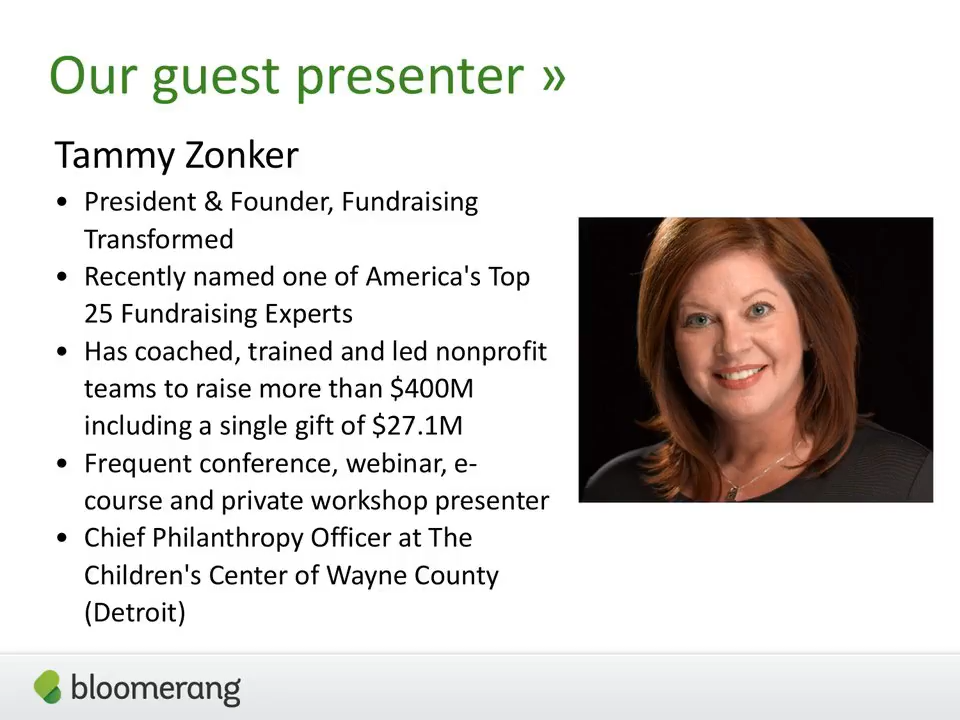 Our guest presenter »
Tammy Zonker
• President & Founder, Fundraising
Transformed
• Recently named one of America's Top
25 Fundraising Experts
• Has coached, trained and led nonprofit
teams to raise more than $400M
including a single gift of $27.1M
• Frequent conference, webinar, e-
course and private workshop presenter
• Chief Philanthropy Officer at The
Children's Center of Wayne County
(Detroit)
bloomerang